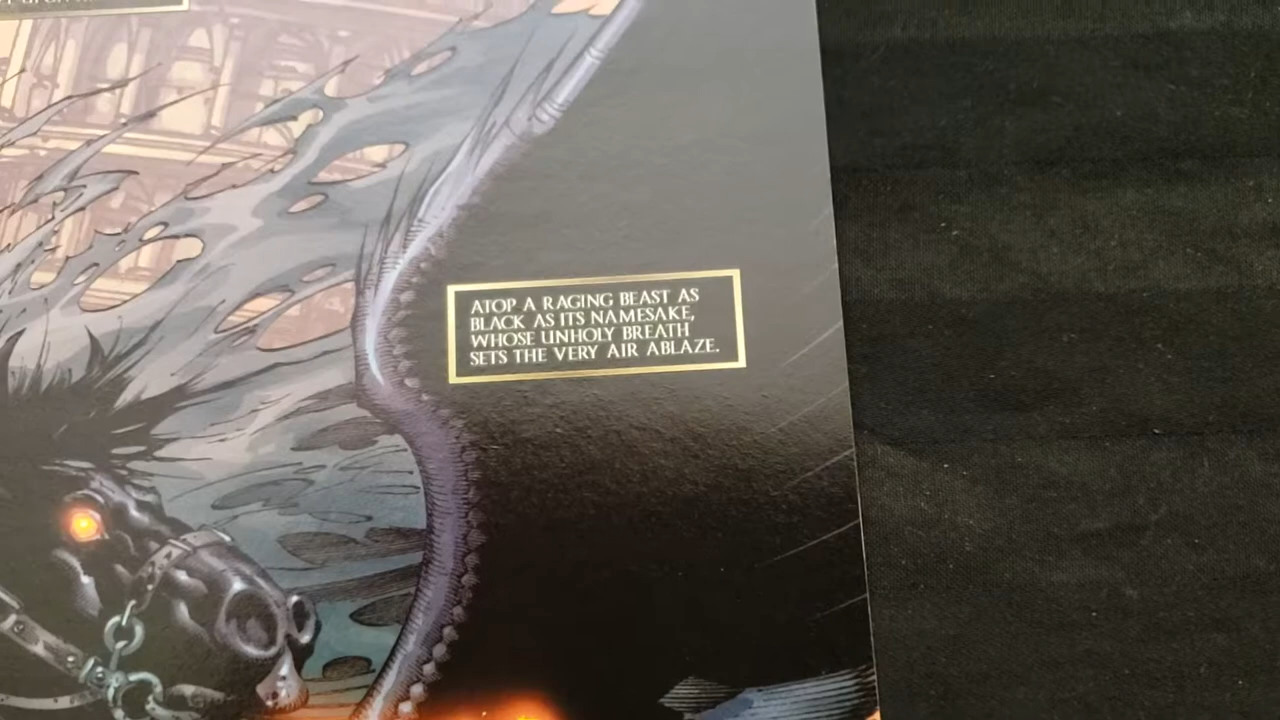 ATOP A RAGING BEAST AS
BLACK AS ITS NAMESAKE,
WHOSE UNHOLY BREATH
SETS THE VERY AIR ABLAZE.